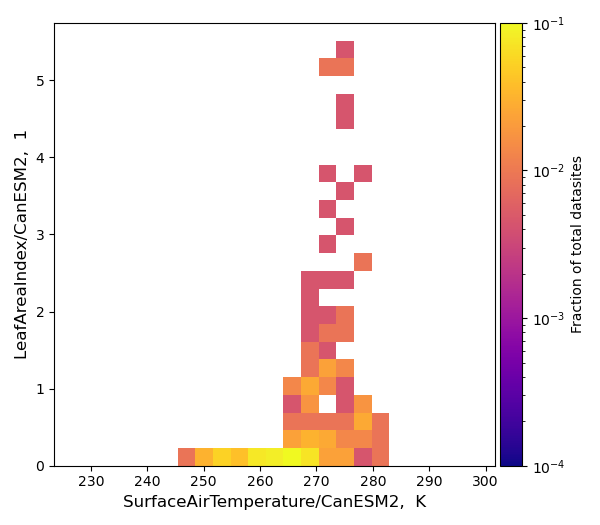 LeafAreaIndex/CanESM2,  1
5
4
3
2
1
0
230 240 250 260 270 280 290 300
SurfaceAirTemperature/CanESM2,  K
10^{-1}
10^{-2}
10^{-3}
10^{-4}
Fraction of total datasites